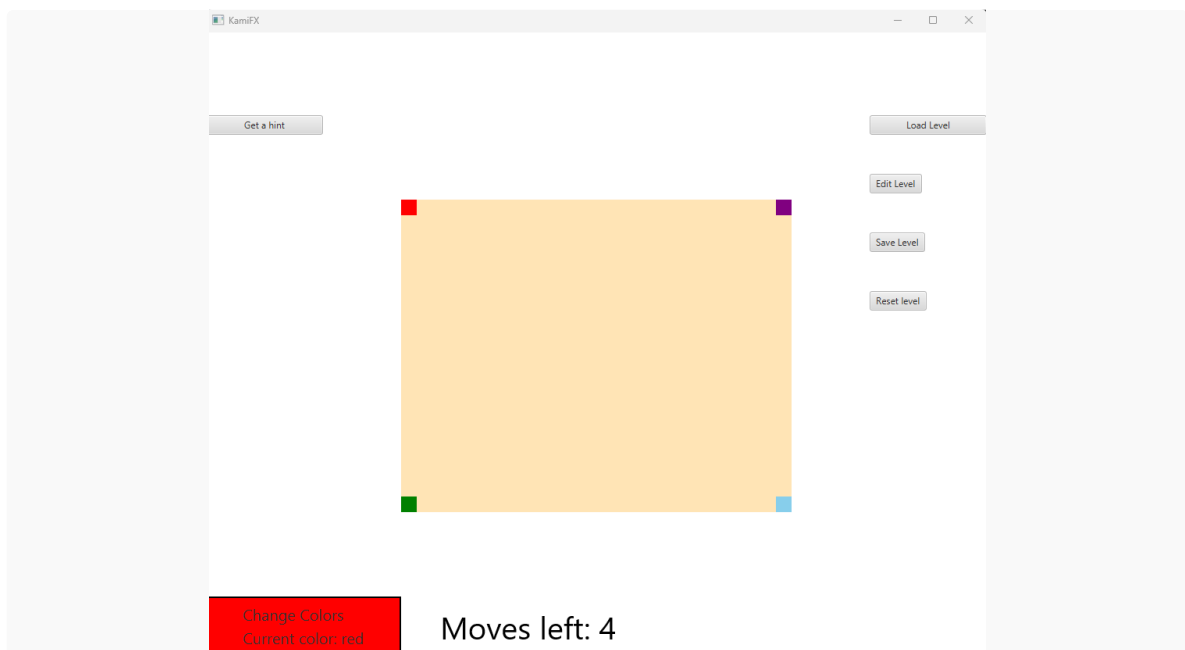 KamiFX
Get a hint
Load Level
Edit Level
Save Level
Reset level
Change Colors
Current color: red
Moves left: 4